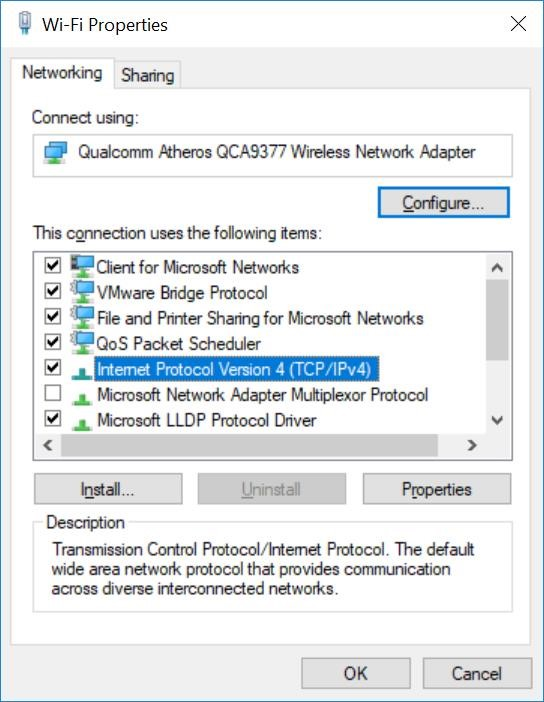 Wi-Fi Properties
Networking
Sharing
Connect using:
Qualcomm Atheros QCA9377 Wireless Network Adapter
Configure...
This connection uses the following items:
Client for Microsoft Networks
VMware Bridge Protocol
File and Printer Sharing for Microsoft Networks
QoS Packet Scheduler
Internet Protocol Version 4 (TCP/IPv4)
Microsoft Network Adapter Multiplexor Protocol
Microsoft LLDP Protocol Driver
Install...
Uninstall
Properties
Description
Transmission Control Protocol/Internet Protocol. The default
wide area network protocol that provides communication
across diverse interconnected networks.
OK
Cancel